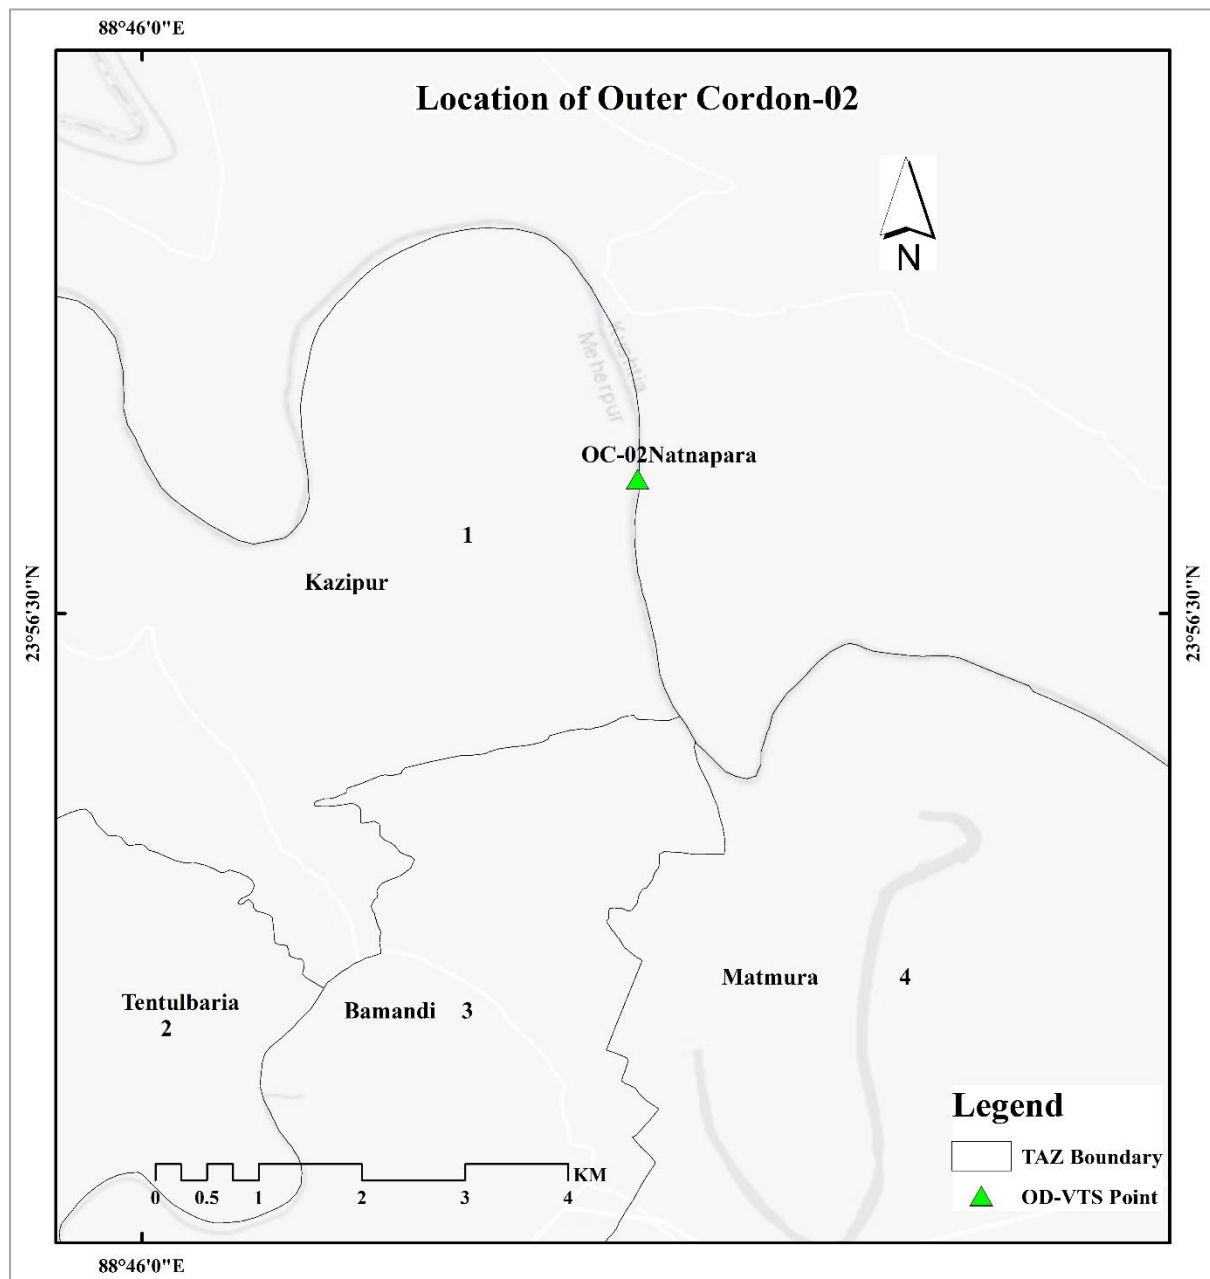 88°46'0"E
Location of Outer Cordon-02
N
Kushtia
Meherpur
OC-02Natnapara
1
Kazipur
23°56'30"N
23°56'30"N
Matmura 4
Tentulbaria
2
Bamandi 3
Legend
TAZ Boundary
OD-VTS Point
KM
0 0.5 1 2 3 4
88°46'0"E